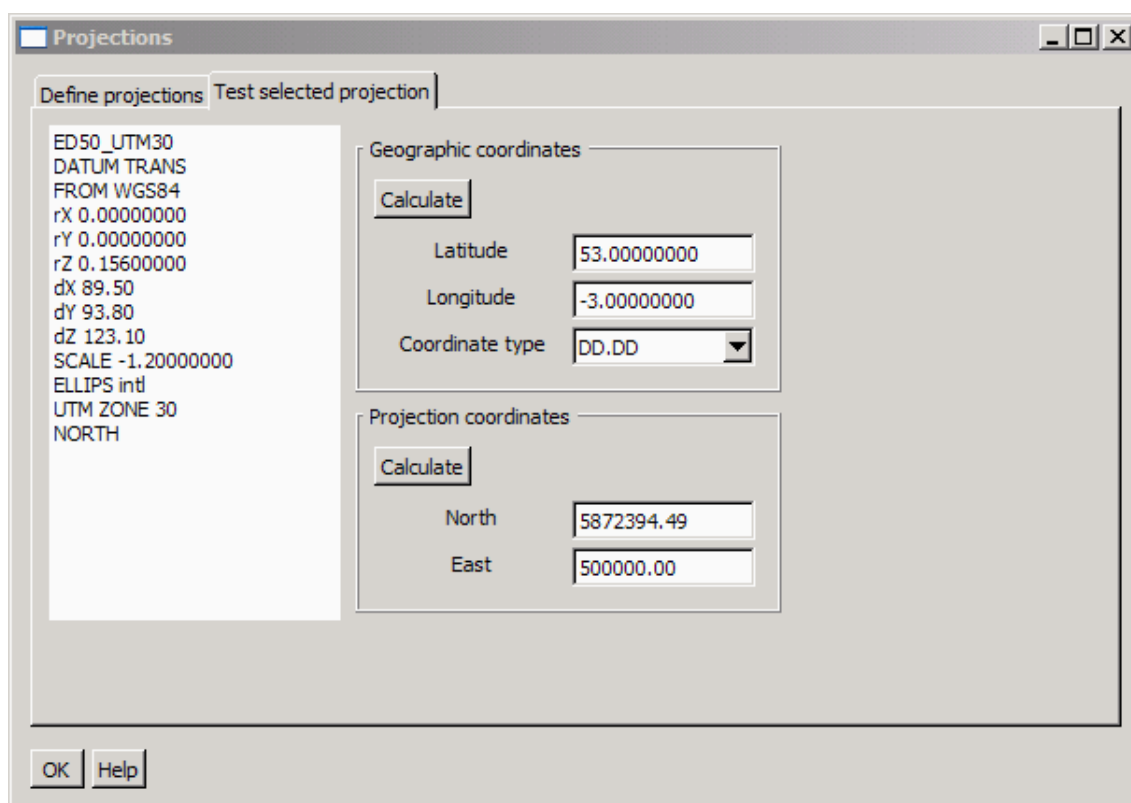 Projections
Define projections
Test selected projection
ED50_UTM30
DATUM TRANS
FROM WGS84
rX 0.00000000
rY 0.00000000
rZ 0.15600000
dX 89.50
dY 93.80
dZ 123.10
SCALE -1.20000000
ELLIPS intl
UTM ZONE 30
NORTH
Geographic coordinates
Calculate
Latitude 53.00000000
Longitude -3.00000000
Coordinate type DD.DD
Projection coordinates
Calculate
North 5872394.49
East 500000.00
OK Help